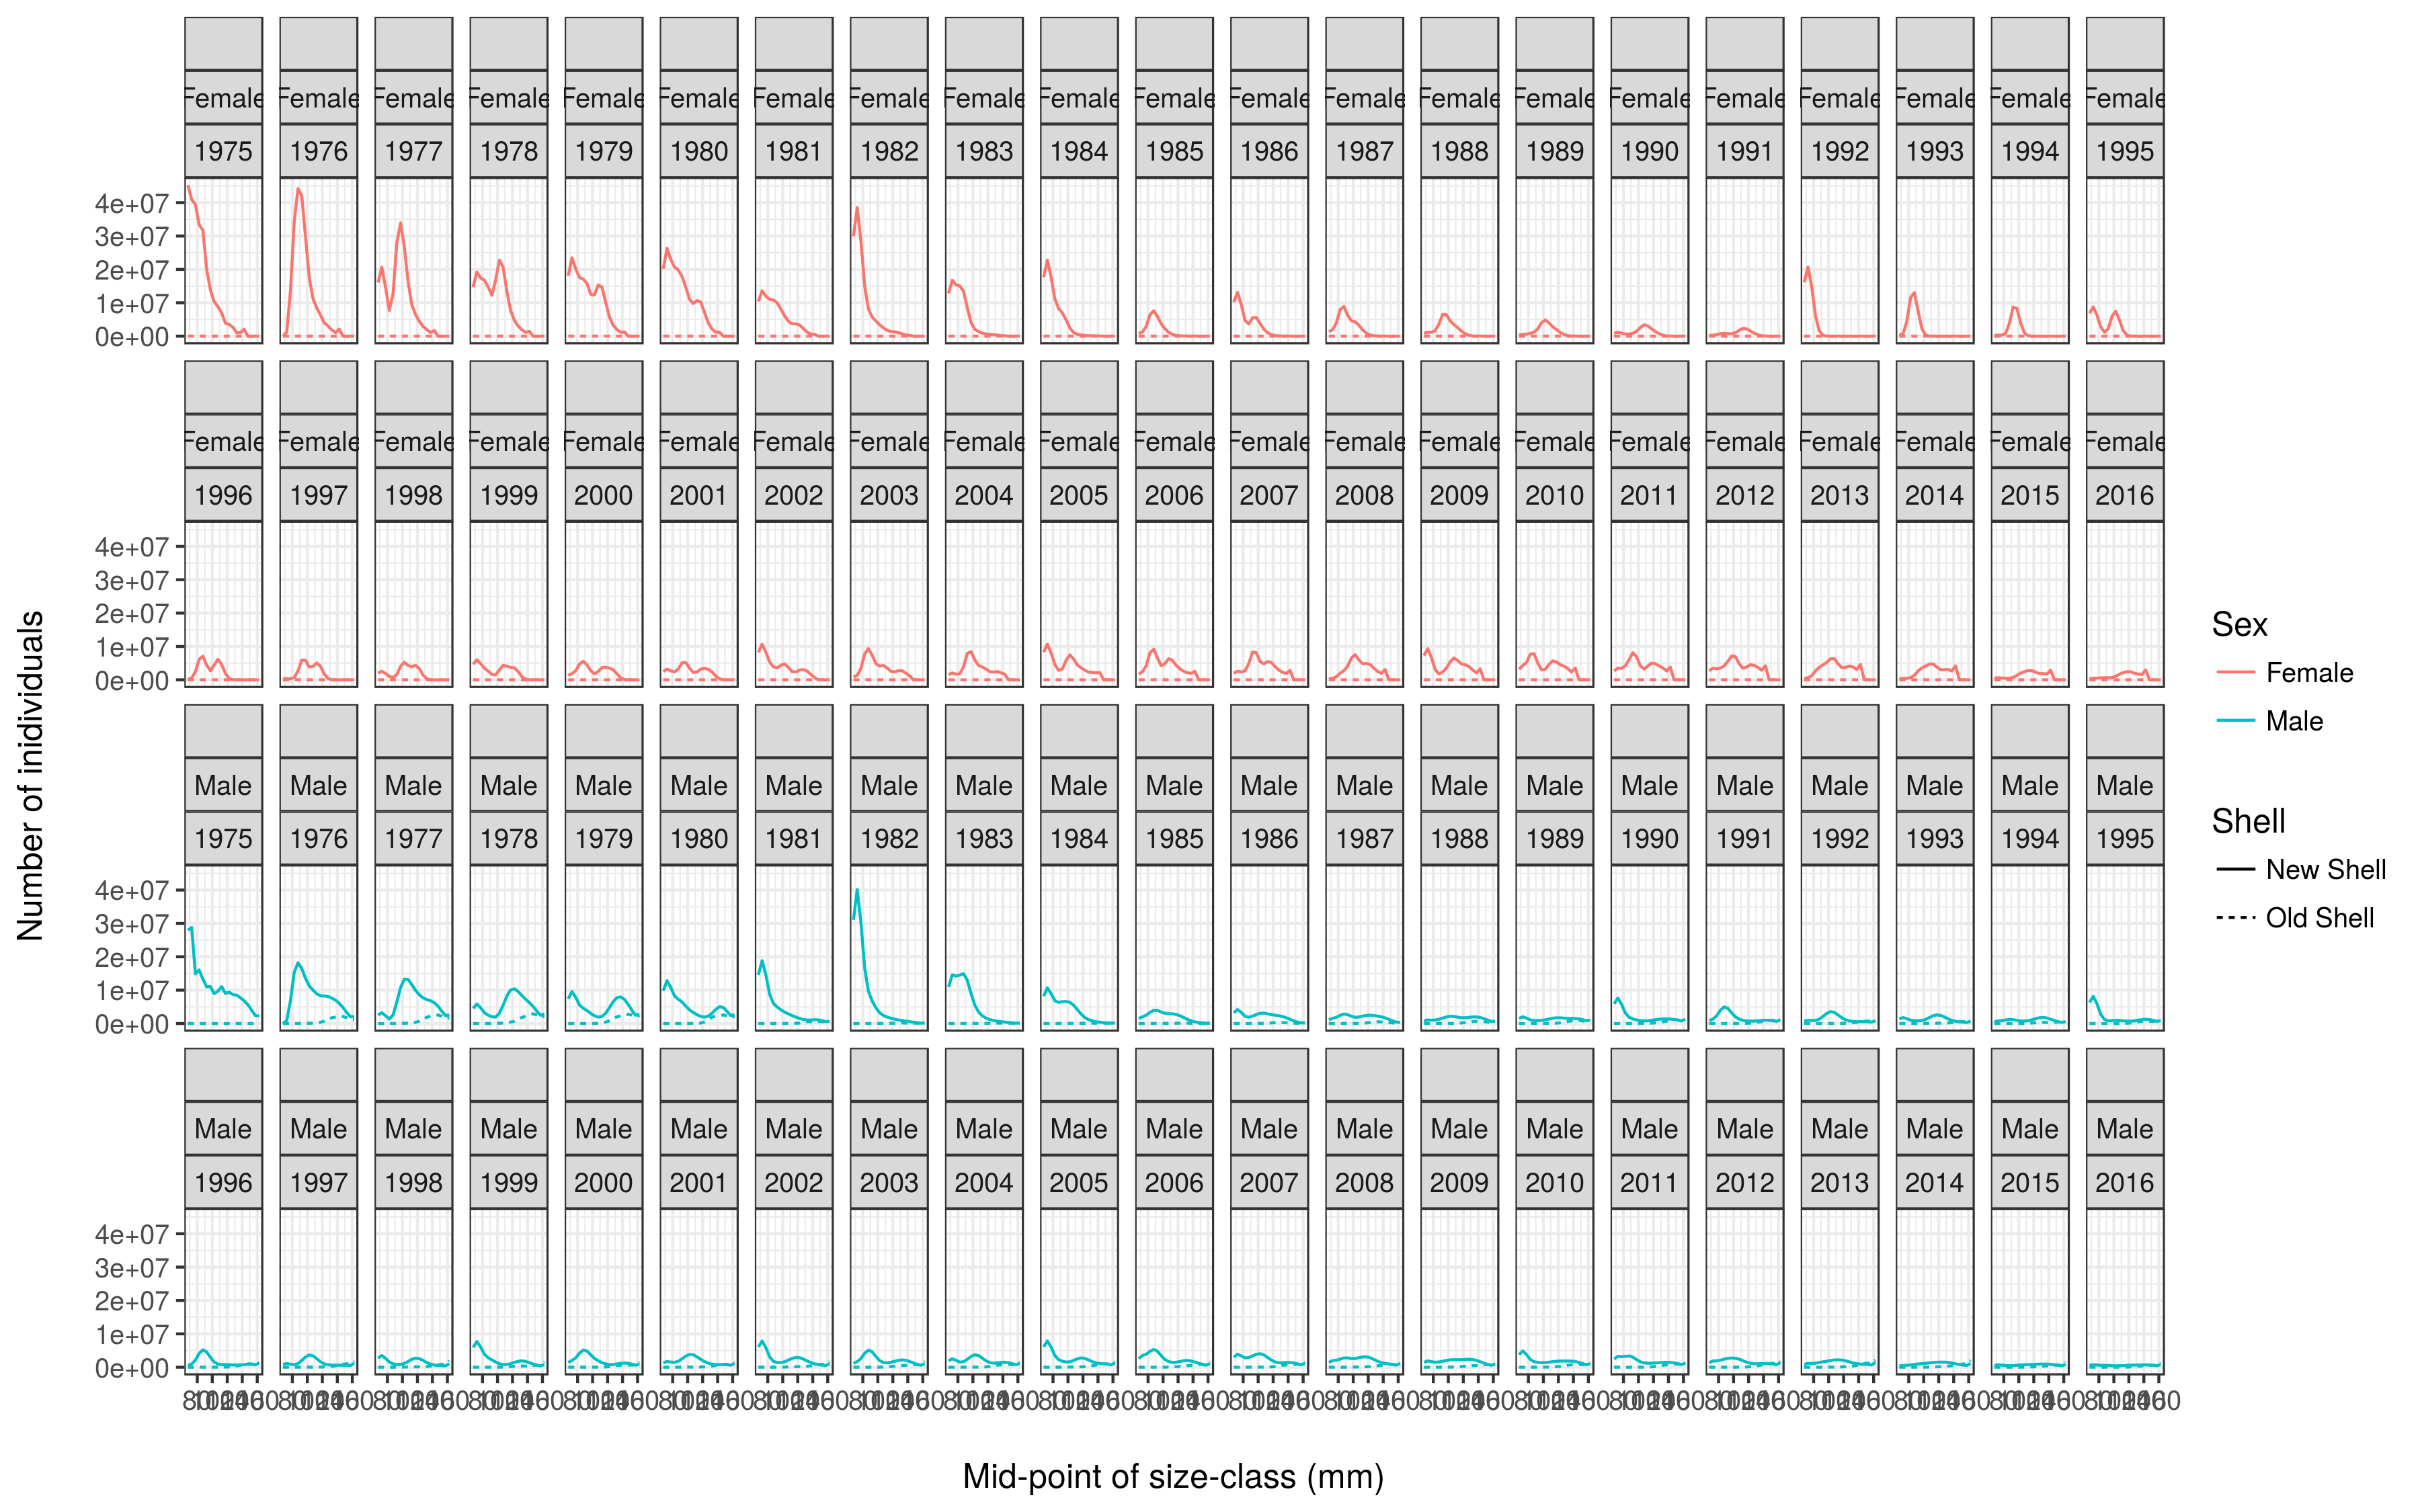 Female Female Female Female Female Female Female Female Female Female Female Female Female Female Female Female Female Female Female Female Female
1975 1976 1977 1978 1979 1980 1981 1982 1983 1984 1985 1986 1987 1988 1989 1990 1991 1992 1993 1994 1995
4e+07
3e+07
2e+07
1e+07
0e+00
Female Female Female Female Female Female Female Female Female Female Female Female Female Female Female Female Female Female Female Female Female
1996 1997 1998 1999 2000 2001 2002 2003 2004 2005 2006 2007 2008 2009 2010 2011 2012 2013 2014 2015 2016
4e+07
3e+07
2e+07
1e+07
0e+00
Male Male Male Male Male Male Male Male Male Male Male Male Male Male Male Male Male Male Male Male Male
1975 1976 1977 1978 1979 1980 1981 1982 1983 1984 1985 1986 1987 1988 1989 1990 1991 1992 1993 1994 1995
4e+07
3e+07
2e+07
1e+07
0e+00
Male Male Male Male Male Male Male Male Male Male Male Male Male Male Male Male Male Male Male Male Male
1996 1997 1998 1999 2000 2001 2002 2003 2004 2005 2006 2007 2008 2009 2010 2011 2012 2013 2014 2015 2016
4e+07
3e+07
2e+07
1e+07
0e+00
Mid-point of size-class (mm)
Number of inidividuals
Sex
Female
Male
Shell
New Shell
Old Shell